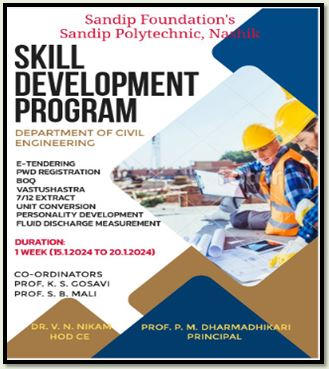 Sandip Foundation's
Sandip Polytechnic, Nashik
SKILL
DEVELOPMENT
PROGRAM
DEPARTMENT OF CIVIL
ENGINEERING
E-TENDERING
PWD REGISTRATION
BOQ
VASTUSHASTRA
7/12 EXTRACT
UNIT CONVERSION
PERSONALITY DEVELOPMENT
FLUID DISCHARGE MEASUREMENT
DURATION:
1 WEEK (15.1.2024 TO 20.1.2024)
CO-ORDINATORS
PROF. K. S. GOSAVI
PROF. S. B. MALI
DR. V. N. NIKAM
HOD CE
PROF. P. M. DHARMADHIKARI
PRINCIPAL